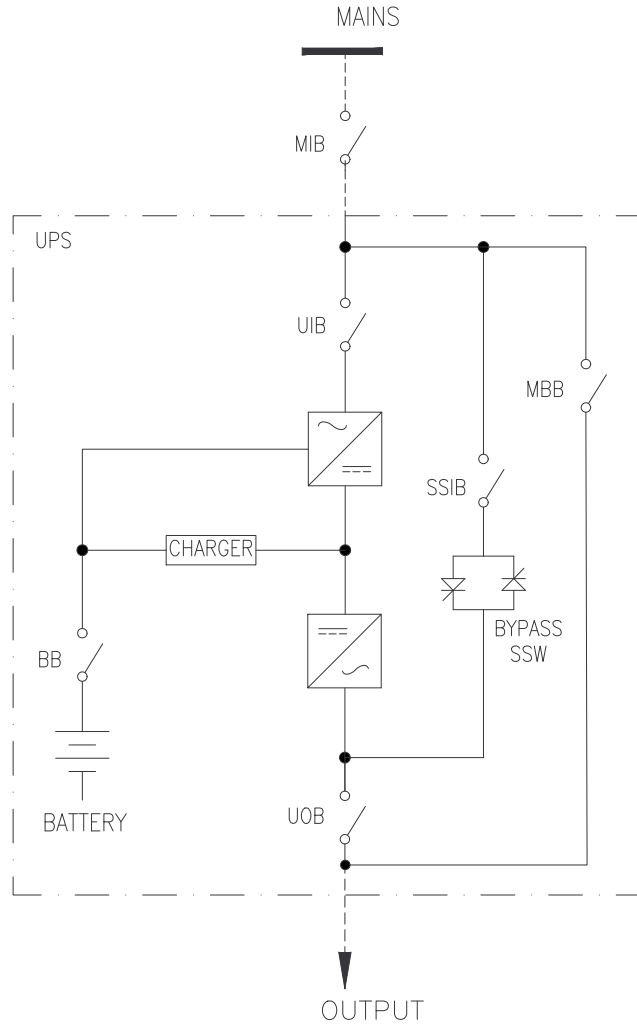 MAINS
MIB
UPS
UIB
MBB
SSIB
CHARGER
BYPASS
SSW
BB
UOB
BATTERY
OUTPUT